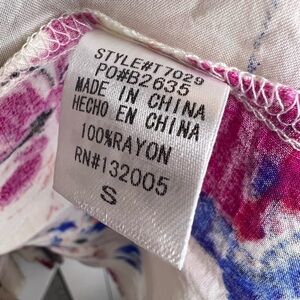 STYLE#T7029
PO#B2635
MADE IN CHINA
HECHO EN CHINA
100%RAYON
RN#132005
S